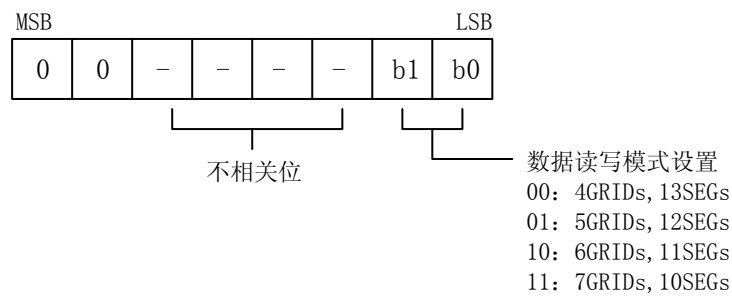 MSB LSB
0 0 - - - - b1 b0
不相关位
数据读写模式设置
00: 4GRIDs,13SEGs
01: 5GRIDs,12SEGs
10: 6GRIDs,11SEGs
11: 7GRIDs,10SEGs